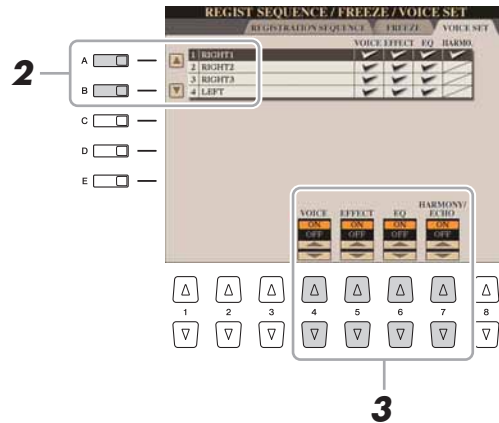 REGIST SEQUENCE / FREEZE / VOICE SET
REGISTRATION SEQUENCE FREEZE VOICE SET
VOICE EFFECT EQ HARMO.
1 RIGHT1
2 RIGHT2
3 RIGHT3
4 LEFT
2
A
B
C
D
E
VOICE EFFECT EQ HARMONY/ECHO
ON ON ON ON
OFF OFF OFF OFF
1 2 3 4 5 6 7 8
3